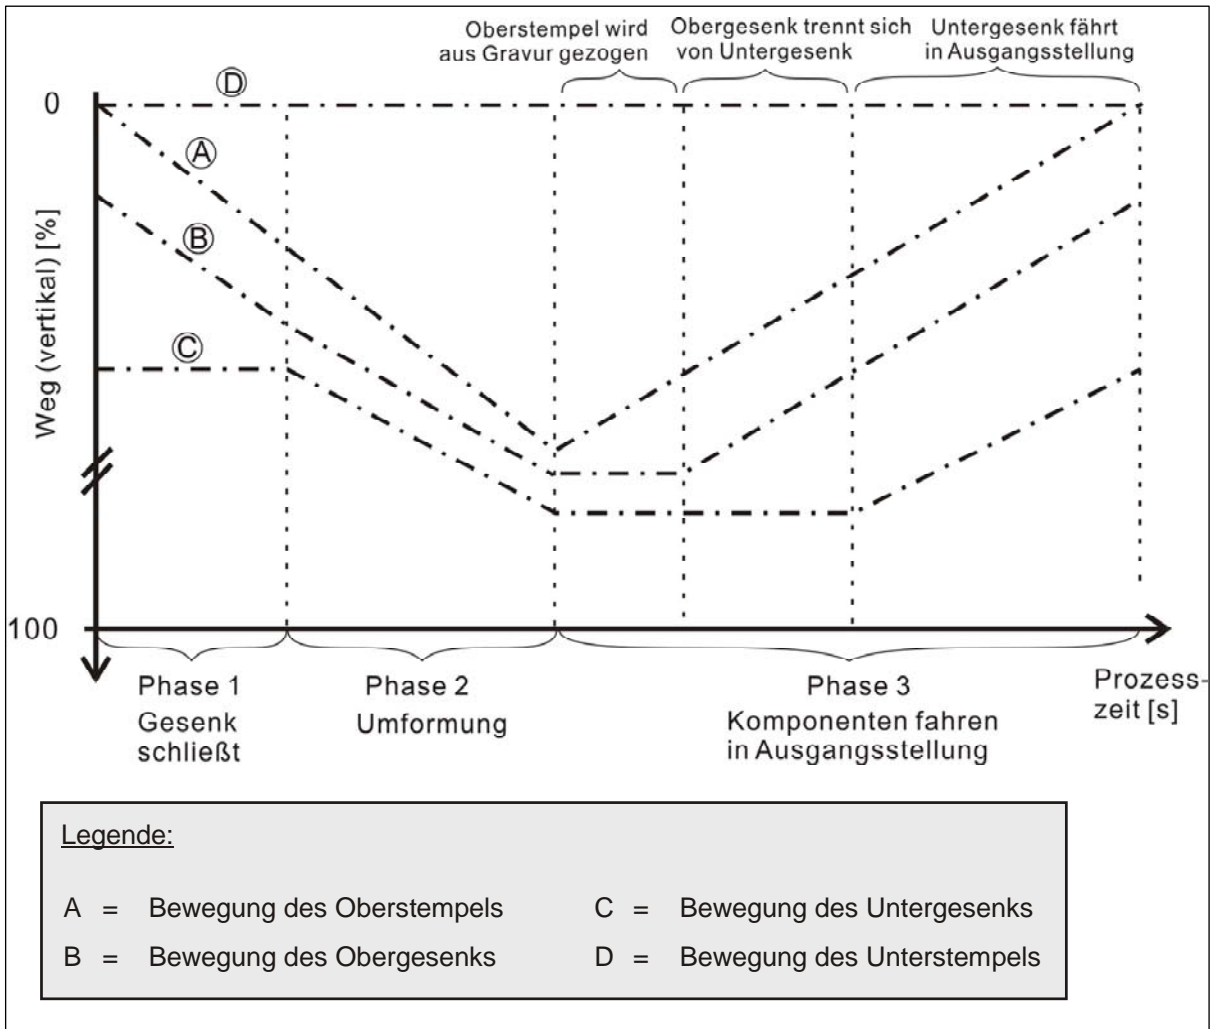 Oberstempel wird
aus Gravur gezogen
Obergesenk trennt sich
von Untergesenk
Untergesenk fährt
in Ausgangsstellung
D
0
A
B
C
Weg (vertikal) [%]
100
Phase 1
Gesenk
schließt
Phase 2
Umformung
Phase 3
Komponenten fahren
in Ausgangsstellung
Prozess-
zeit [s]
Legende:
A = Bewegung des Oberstempels
C = Bewegung des Untergesenks
B = Bewegung des Obergesenks
D = Bewegung des Unterstempels